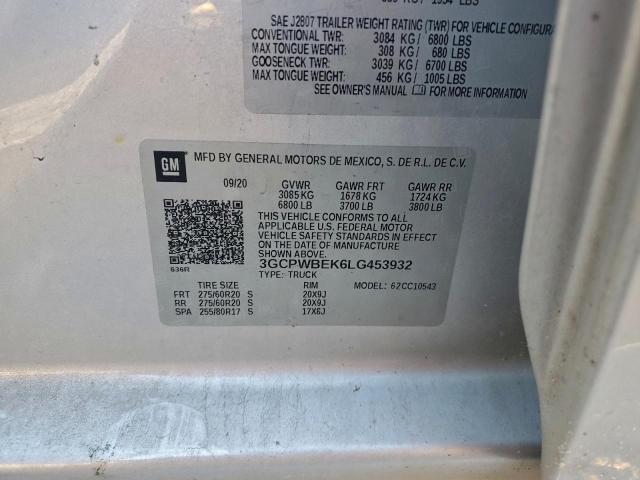 SAE J2807 TRAILER WEIGHT RATING (TWR) FOR VEHICLE CONFIGURA
CONVENTIONAL TWR: 3084 KG / 6800 LBS
MAX TONGUE WEIGHT: 308 KG / 680 LBS
GOOSENECK TWR: 3039 KG / 6700 LBS
MAX TONGUE WEIGHT: 456 KG / 1005 LBS
SEE OWNER'S MANUAL FOR MORE INFORMATION
GM MFD BY GENERAL MOTORS DE MEXICO, S. DE R.L. DE C.V.
09/20 GVWR GAWR FRT GAWR RR
3085 KG 1678 KG 1724 KG
6800 LB 3700 LB 3800 LB
THIS VEHICLE CONFORMS TO ALL
APPLICABLE U.S. FEDERAL MOTOR
VEHICLE SAFETY STANDARDS IN EFFECT
ON THE DATE OF MANUFACTURE
SHOWN ABOVE.
636R 3GCPWBEK6LG453932
TYPE: TRUCK
TIRE SIZE RIM MODEL: 62CC10543
FRT 275/60R20 S 20X9J
RR 275/60R20 S 20X9J
SPA 255/80R17 S 17X6J